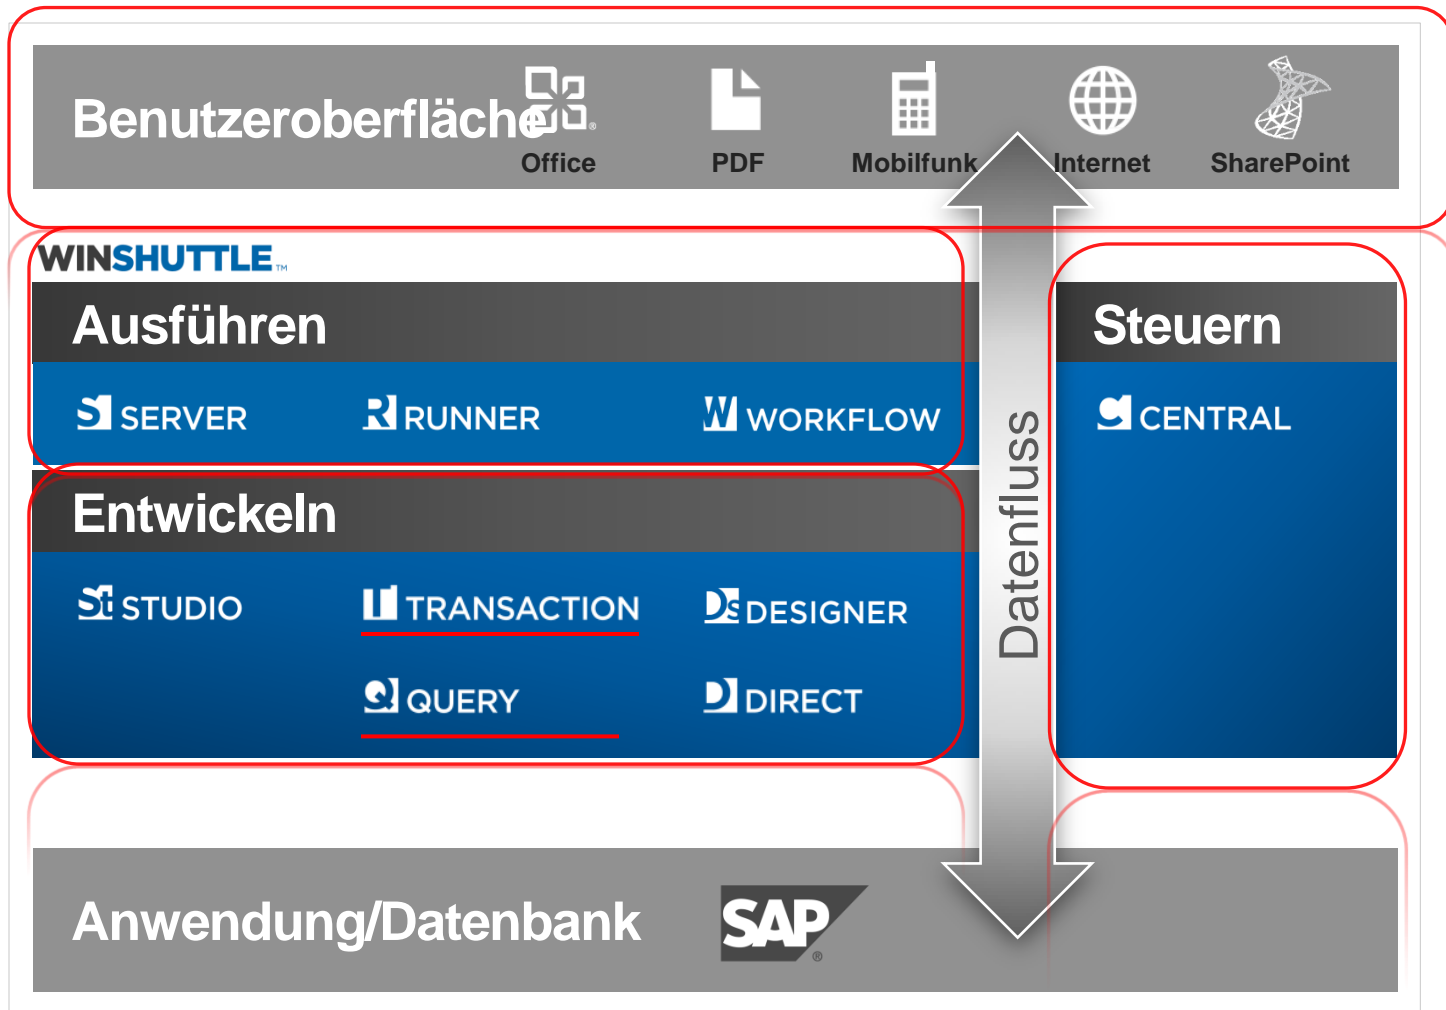 Benutzeroberfläche
Office PDF Mobilfunk Internet SharePoint
WINSHUTTLE™
Ausführen
SERVER RUNNER WORKFLOW
Steuern
CENTRAL
Entwickeln
STUDIO TRANSACTION DESIGNER
QUERY DIRECT
Datenfluss
Anwendung/Datenbank SAP®